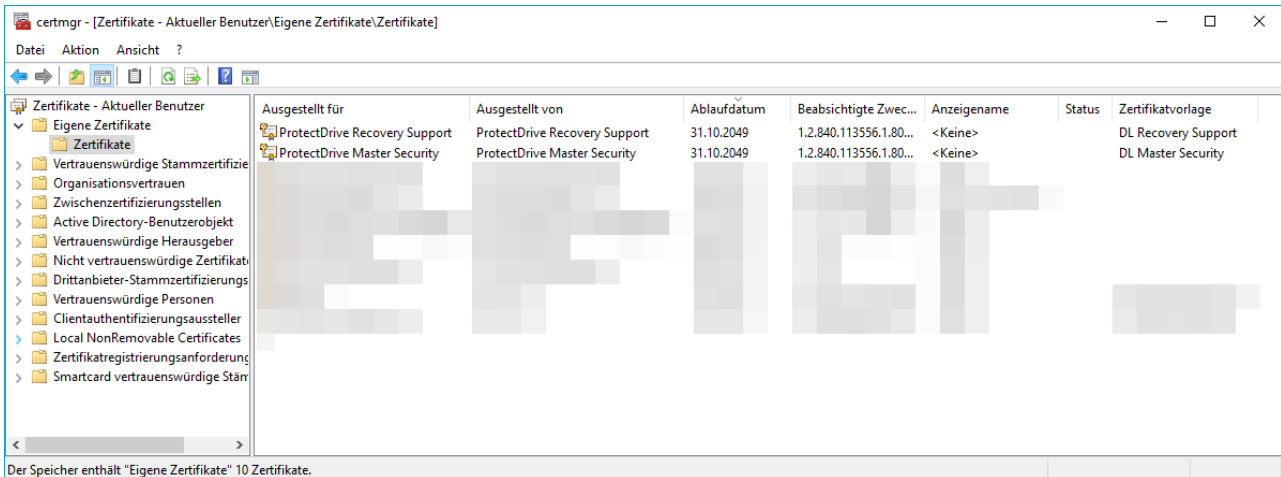 certmgr - [Zertifikate - Aktueller Benutzer\Eigene Zertifikate\Zertifikate]
Datei Aktion Ansicht ?
Zertifikate - Aktueller Benutzer
Eigene Zertifikate
Zertifikate
Vertrauenswürdige Stammzertifizie
Organisationsvertrauen
Zwischenzertifizierungsstellen
Active Directory-Benutzerobjekt
Vertrauenswürdige Herausgeber
Nicht vertrauenswürdige Zertifikat
Drittanbieter-Stammzertifizierungs
Vertrauenswürdige Personen
Clientauthentifizierungsaussteller
Local NonRemovable Certificates
Zertifikatregistrierungsanforderung
Smartcard vertrauenswürdige Stäm
Ausgestellt für Ausgestellt von Ablaufdatum Beabsichtigte Zwec... Anzeigename Status Zertifikatvorlage
ProtectDrive Recovery Support ProtectDrive Recovery Support 31.10.2049 1.2.840.113556.1.80... <Keine> DL Recovery Support
ProtectDrive Master Security ProtectDrive Master Security 31.10.2049 1.2.840.113556.1.80... <Keine> DL Master Security
Der Speicher enthält "Eigene Zertifikate" 10 Zertifikate.